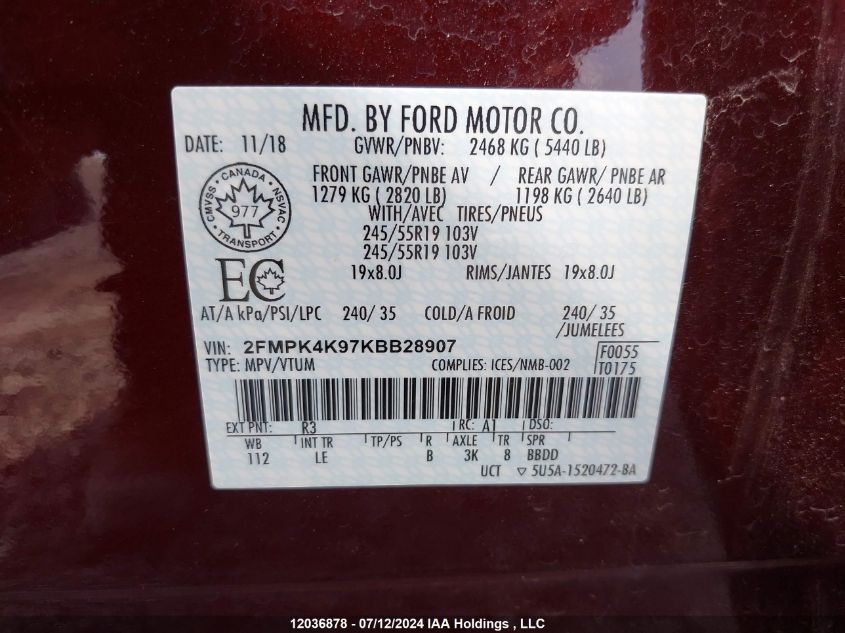 MFD. BY FORD MOTOR CO.
DATE: 11/18 GVWR/PNBV: 2468 KG ( 5440 LB)
FRONT GAWR/PNBE AV / REAR GAWR/ PNBE AR
1279 KG ( 2820 LB) 1198 KG ( 2640 LB)
WITH/AVEC TIRES/PNEUS
245/55R19 103V
245/55R19 103V
19x8.0J RIMS/JANTES 19x8.0J
CANADA
CMVSS NSVAC
977
TRANSPORT
EC
AT/A kPa/PSI/LPC 240/ 35 COLD/A FROID 240/ 35
/JUMELEES
VIN: 2FMPK4K97KBB28907 F0055
TYPE: MPV/VTUM COMPLIES: ICES/NMB-002 T0175
EXT PNT: R3 RC: A1 DSO:
WB INT TR TP/PS R AXLE TR SPR
112 LE B 3K 8 BBDD
UCT ▽ 5U5A-1520472-BA
12036878 - 07/12/2024 IAA Holdings , LLC